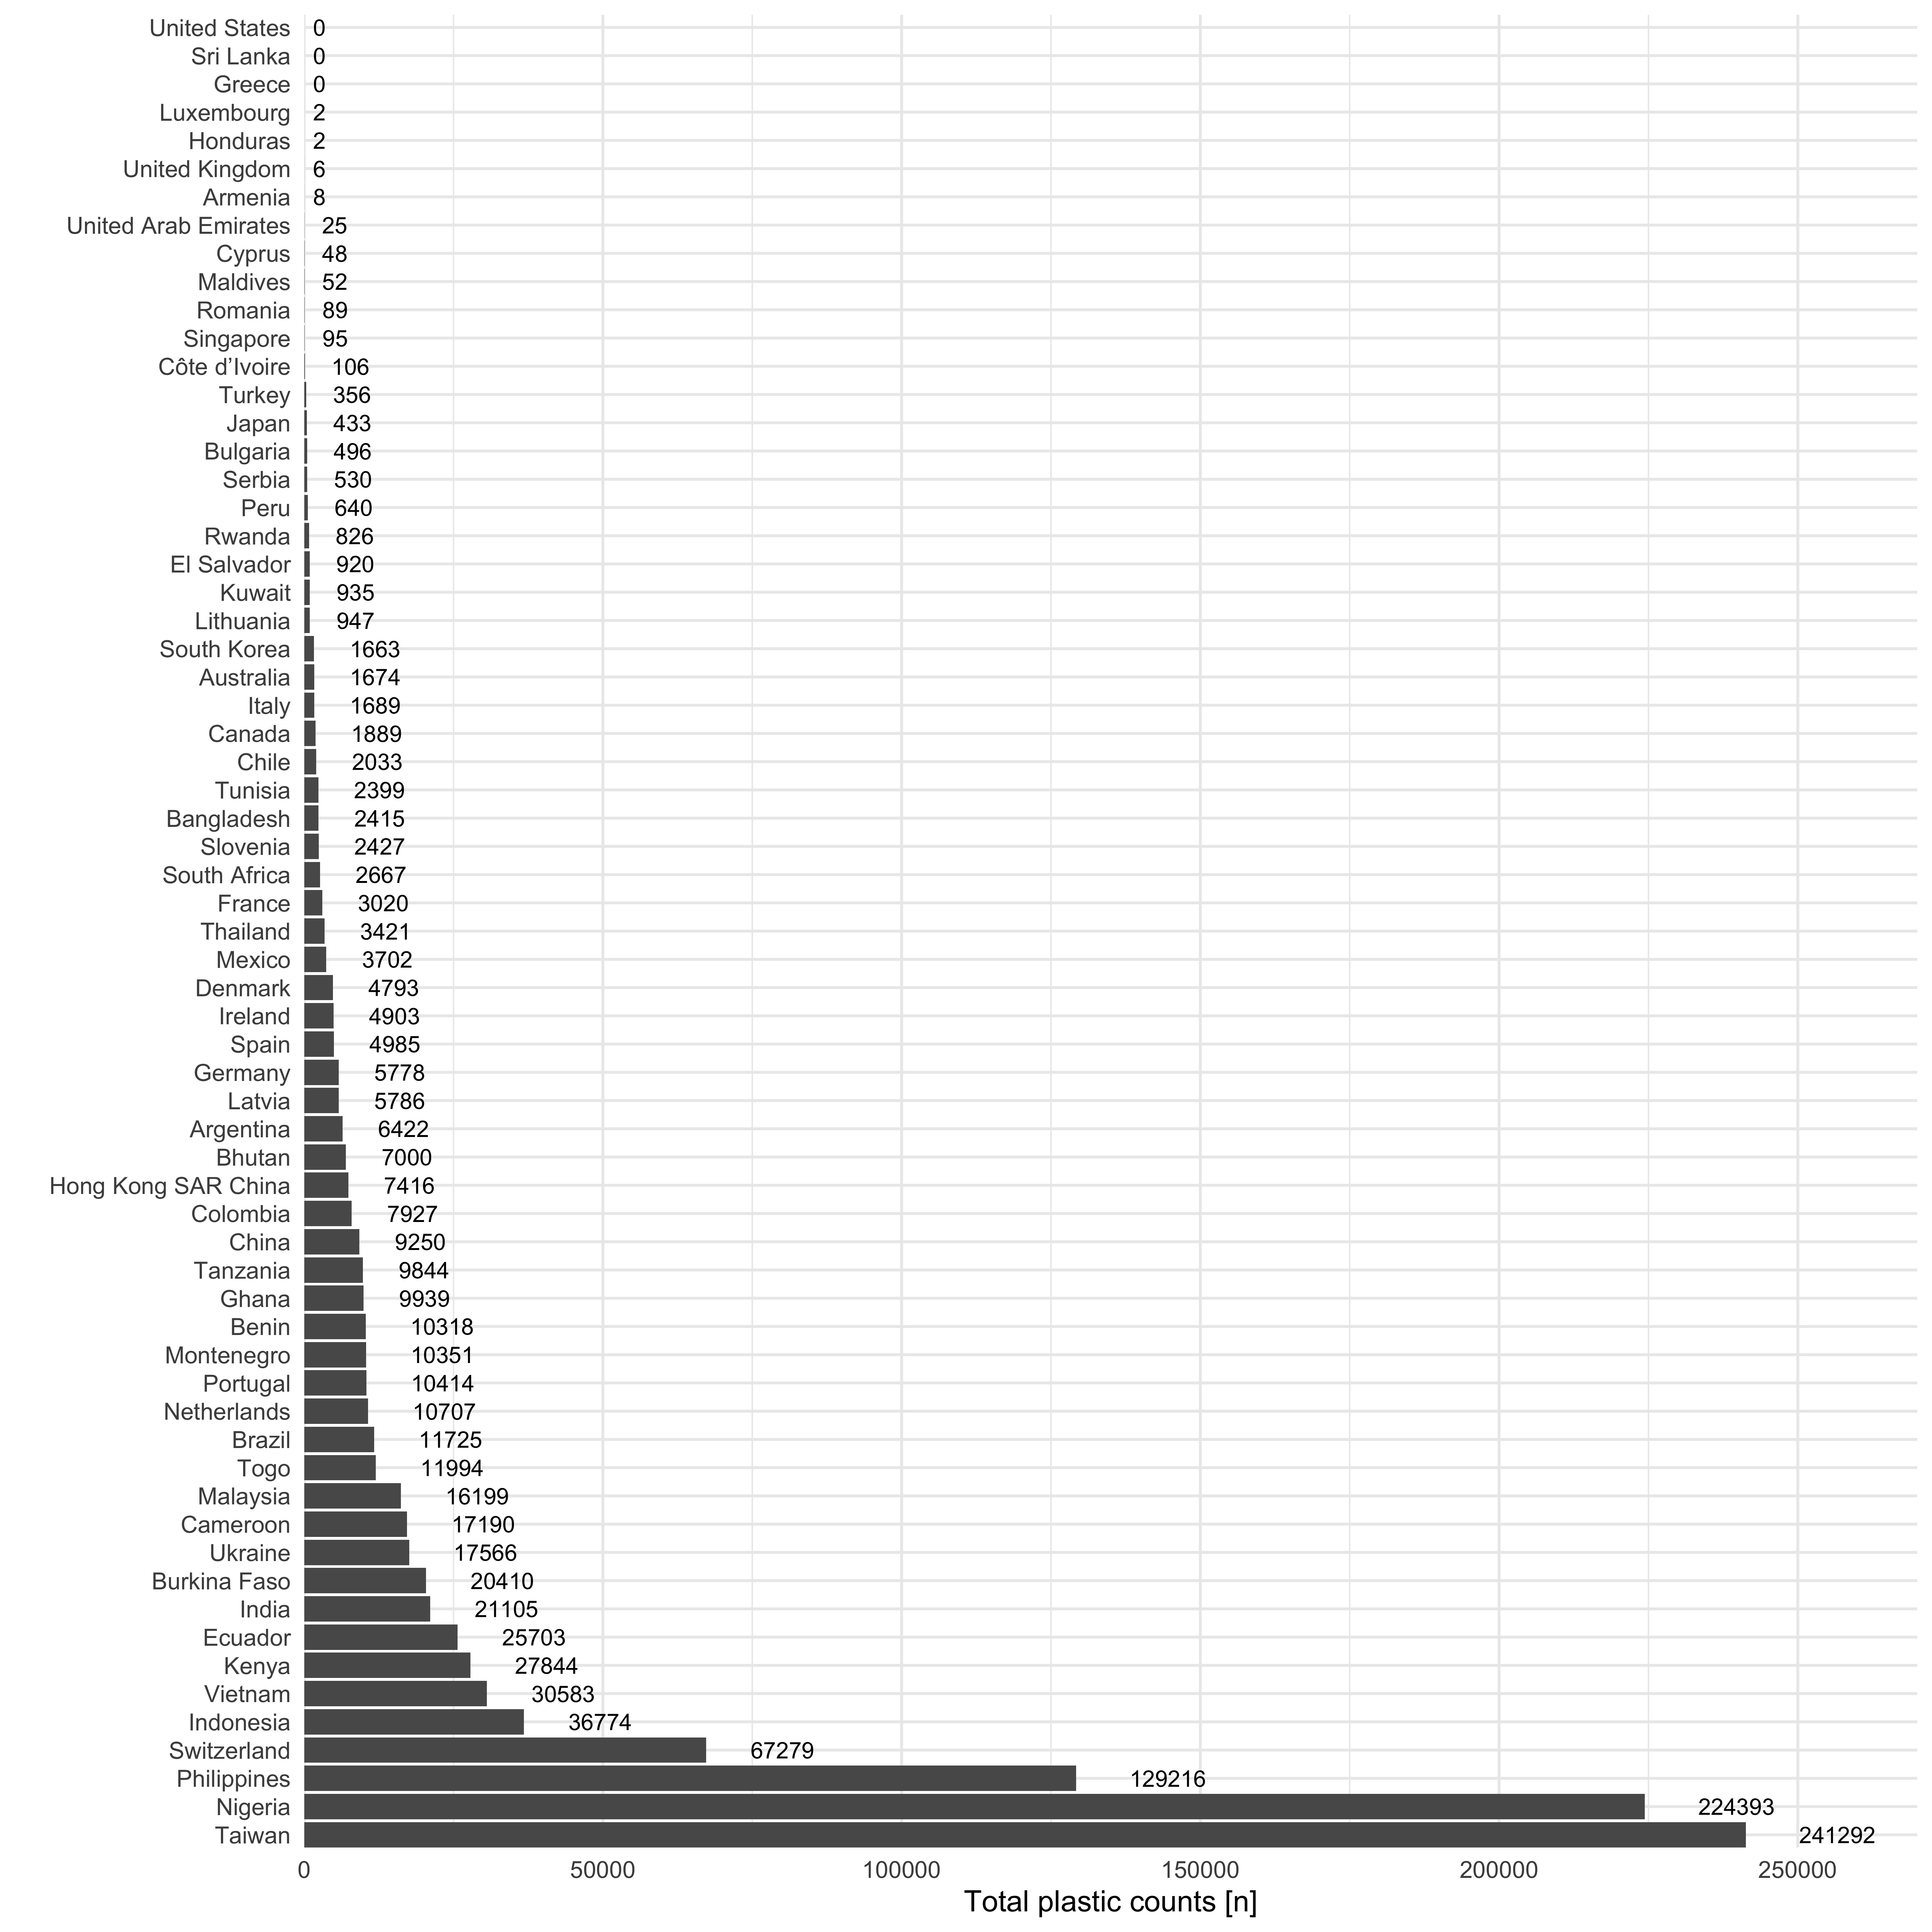 United States 0
Sri Lanka 0
Greece 0
Luxembourg 2
Honduras 2
United Kingdom 6
Armenia 8
United Arab Emirates 25
Cyprus 48
Maldives 52
Romania 89
Singapore 95
Côte d’Ivoire 106
Turkey 356
Japan 433
Bulgaria 496
Serbia 530
Peru 640
Rwanda 826
El Salvador 920
Kuwait 935
Lithuania 947
South Korea 1663
Australia 1674
Italy 1689
Canada 1889
Chile 2033
Tunisia 2399
Bangladesh 2415
Slovenia 2427
South Africa 2667
France 3020
Thailand 3421
Mexico 3702
Denmark 4793
Ireland 4903
Spain 4985
Germany 5778
Latvia 5786
Argentina 6422
Bhutan 7000
Hong Kong SAR China 7416
Colombia 7927
China 9250
Tanzania 9844
Ghana 9939
Benin 10318
Montenegro 10351
Portugal 10414
Netherlands 10707
Brazil 11725
Togo 11994
Malaysia 16199
Cameroon 17190
Ukraine 17566
Burkina Faso 20410
India 21105
Ecuador 25703
Kenya 27844
Vietnam 30583
Indonesia 36774
Switzerland 67279
Philippines 129216
Nigeria 224393
Taiwan 241292
0 50000 100000 150000 200000 250000
Total plastic counts [n]